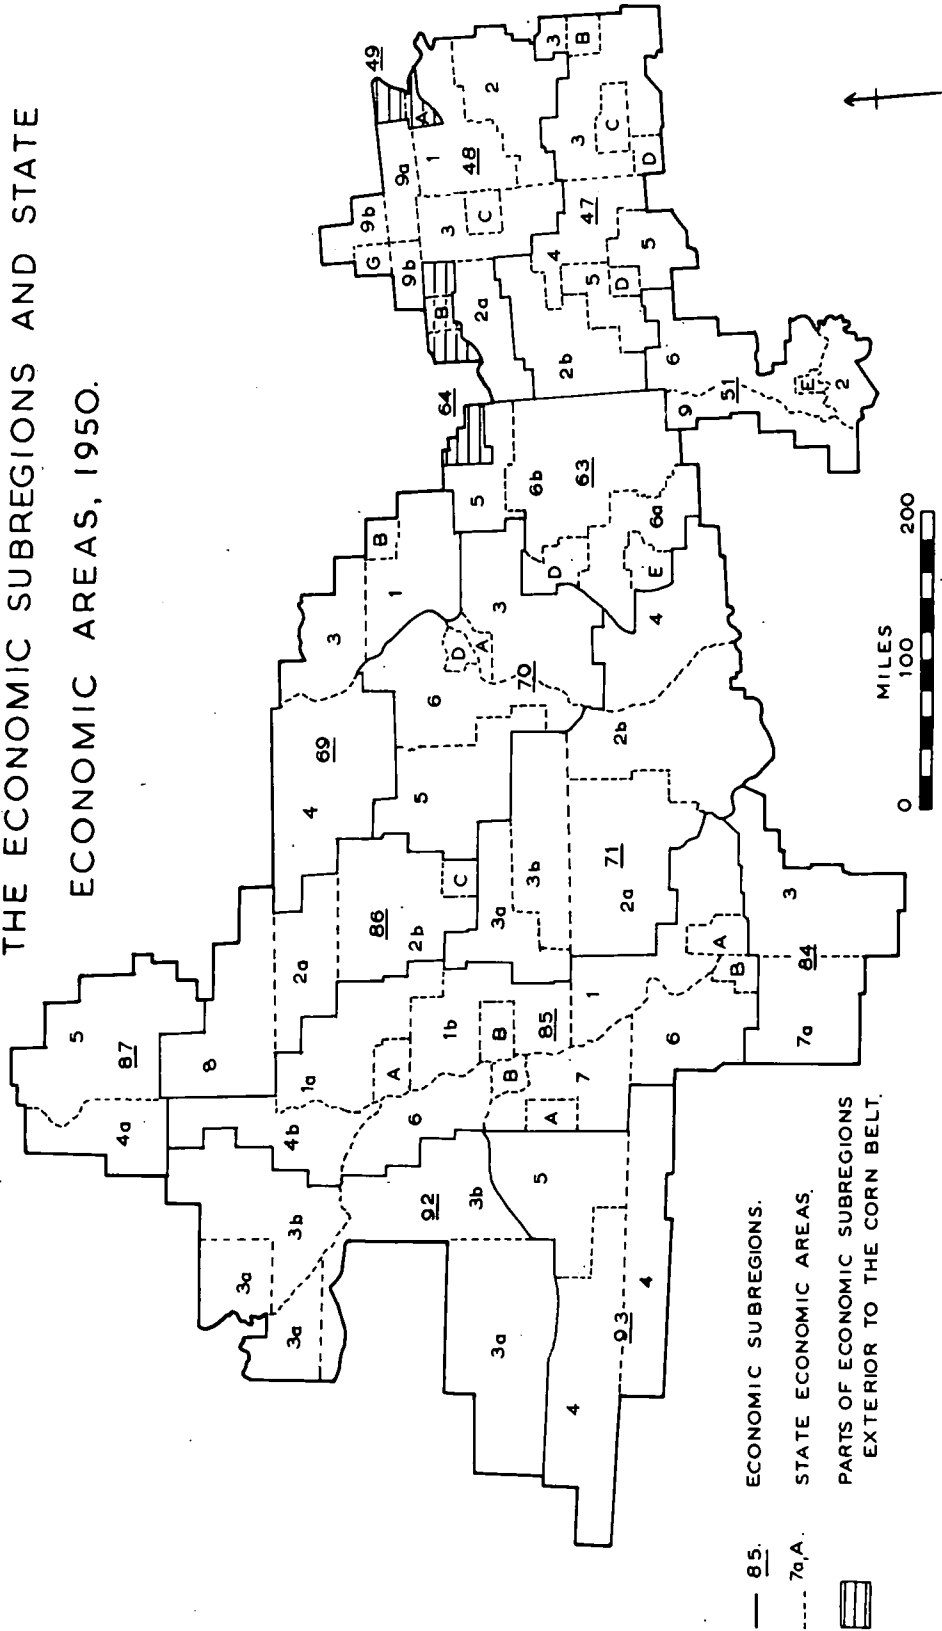 THE ECONOMIC SUBREGIONS AND STATE
ECONOMIC AREAS, 1950.
5
4a
87
8
3a
3a
3b
4b
2a
1a
4
69
3
86
B
G
9b
49
A
1
9b
9a
6
2b
5
A
92
6
1
B
64
3
1b
C
D
48
3b
A
5
2a
C
2
3a
B
3a
3
B
70
3b
6b
5
85
A
D
4
3
2b
4
7
1
63
5
47
3
B
71
C
93
2b
D
2a
4
4
E
6a
5
D
6
6
9
A
51
B
3
7a
84
E
2
85. ECONOMIC SUBREGIONS.
7a,A. STATE ECONOMIC AREAS.
PARTS OF ECONOMIC SUBREGIONS
EXTERIOR TO THE CORN BELT.
MILES
0 100 200